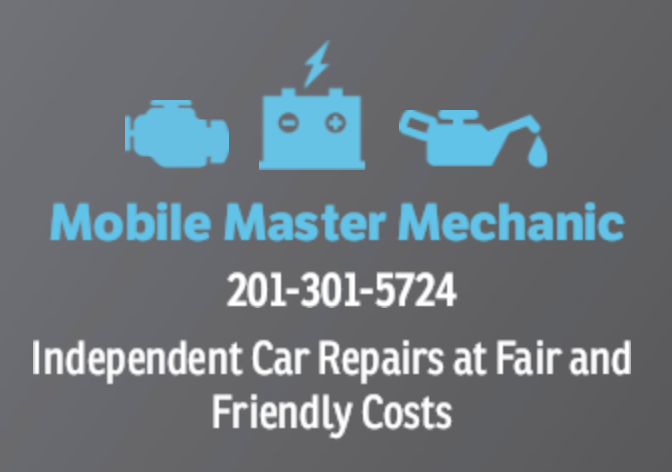 Mobile Master Mechanic
201-301-5724
Independent Car Repairs at Fair and
Friendly Costs